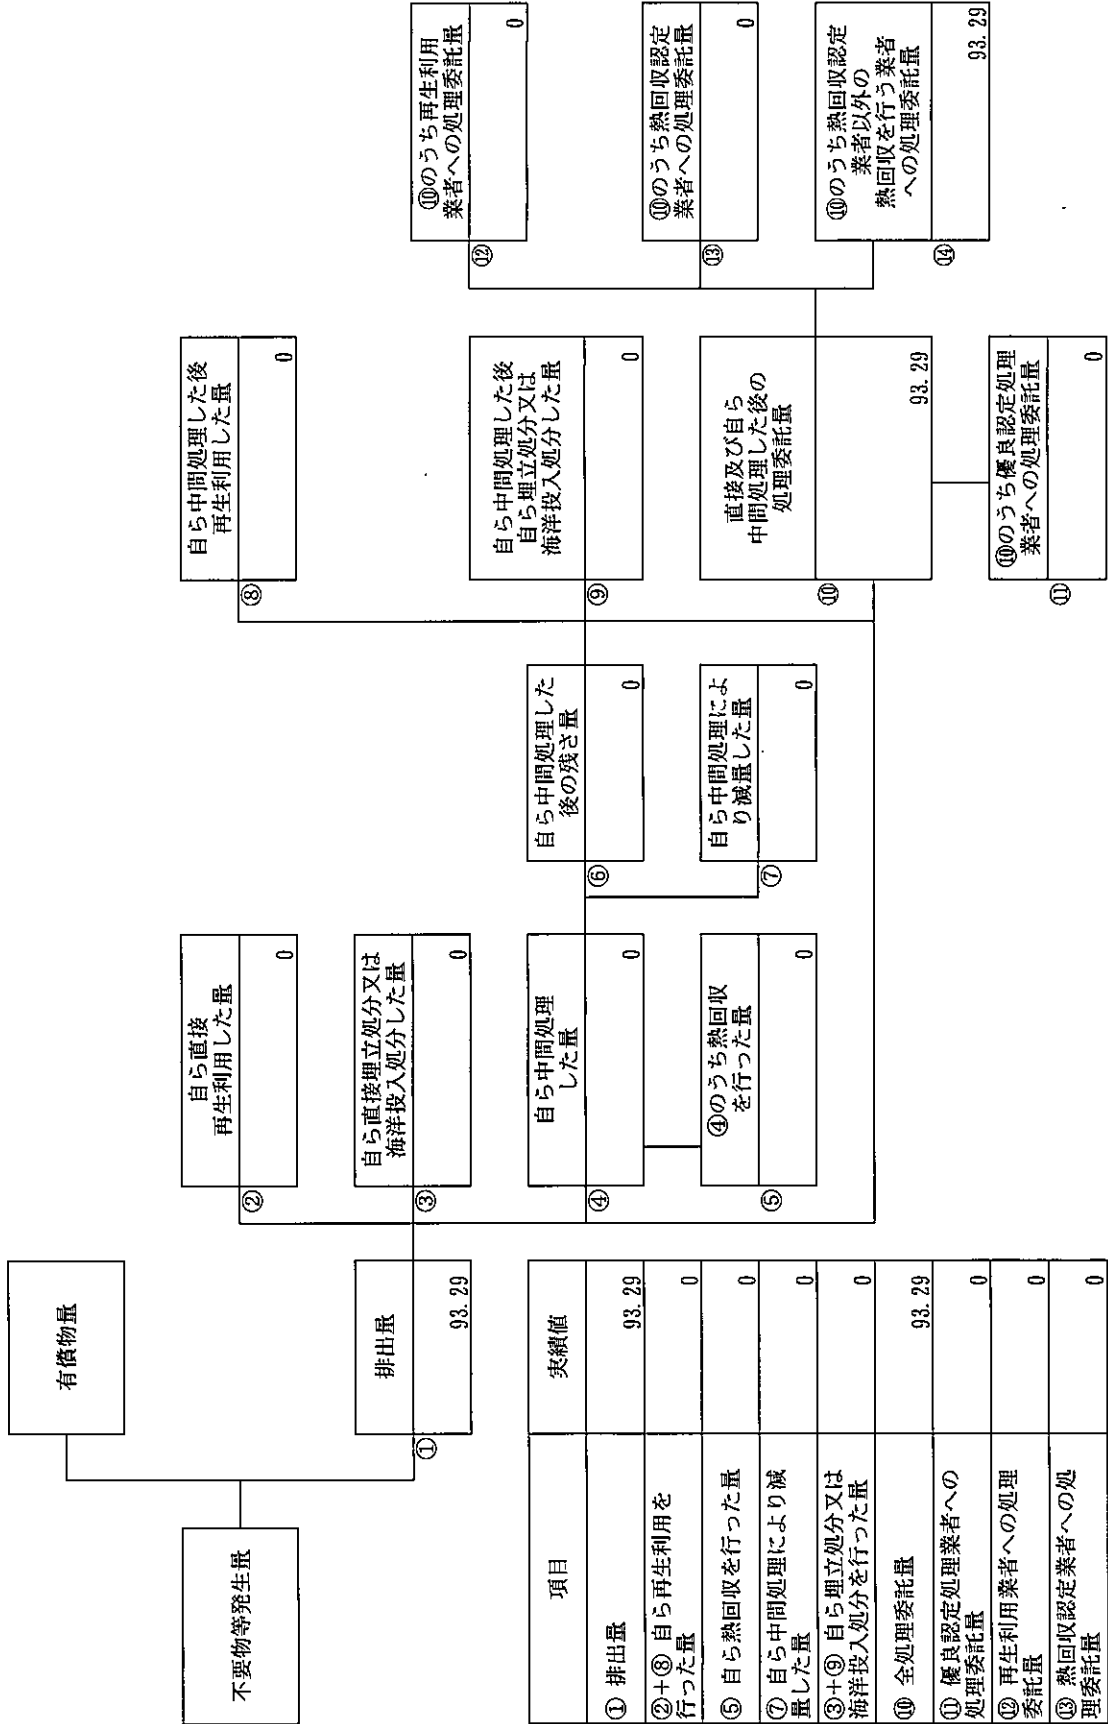 有償物量
不要物等発生量
①
排出量
93.29
②
自ら直接
再生利用した量
0
③
自ら直接埋立処分又は
海洋投入処分した量
0
④
自ら中間処理
した量
0
⑤
④のうち熱回収
を行った量
0
⑥
自ら中間処理した
後の残さ量
0
⑦
自ら中間処理によ
り減量した量
0
⑧
自ら中間処理した後
再生利用した量
0
⑨
自ら中間処理した後
自ら埋立処分又は
海洋投入処分した量
0
⑩
直接及び自ら
中間処理した後の
処理委託量
93.29
⑪
⑩のうち優良認定処理
業者への処理委託量
0
⑫
⑩のうち再生利用
業者への処理委託量
0
⑬
⑩のうち熱回収認定
業者への処理委託量
0
⑭
⑩のうち熱回収認定
業者以外の
熱回収を行う業者
への処理委託量
93.29
項目 実績値
① 排出量 93.29
②+⑧ 自ら再生利用を
行った量 0
⑤ 自ら熱回収を行った量 0
⑦ 自ら中間処理により減
量した量 0
③+⑨ 自ら埋立処分又は
海洋投入処分を行った量 0
⑩ 全処理委託量 93.29
⑪ 優良認定処理業者への
処理委託量 0
⑫ 再生利用業者への処理
委託量 0
⑬ 熱回収認定業者への処
理委託量 0